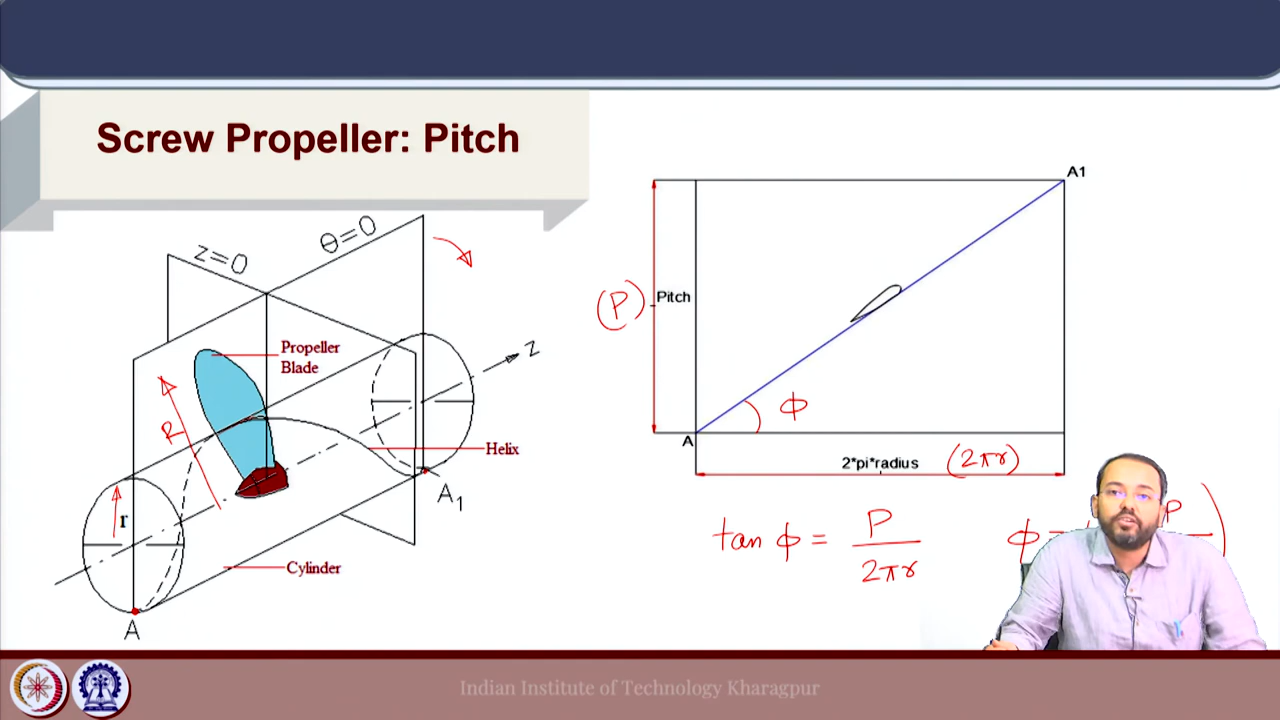 Screw Propeller: Pitch
z=0
θ=0
Propeller
Blade
R
r
Z
Helix
A₁
Cylinder
A
A1
(P)
Pitch
ϕ
A
2*pi*radius (2πr)
tan ϕ = P / 2πr
ϕ = P
Indian Institute of Technology Kharagpur